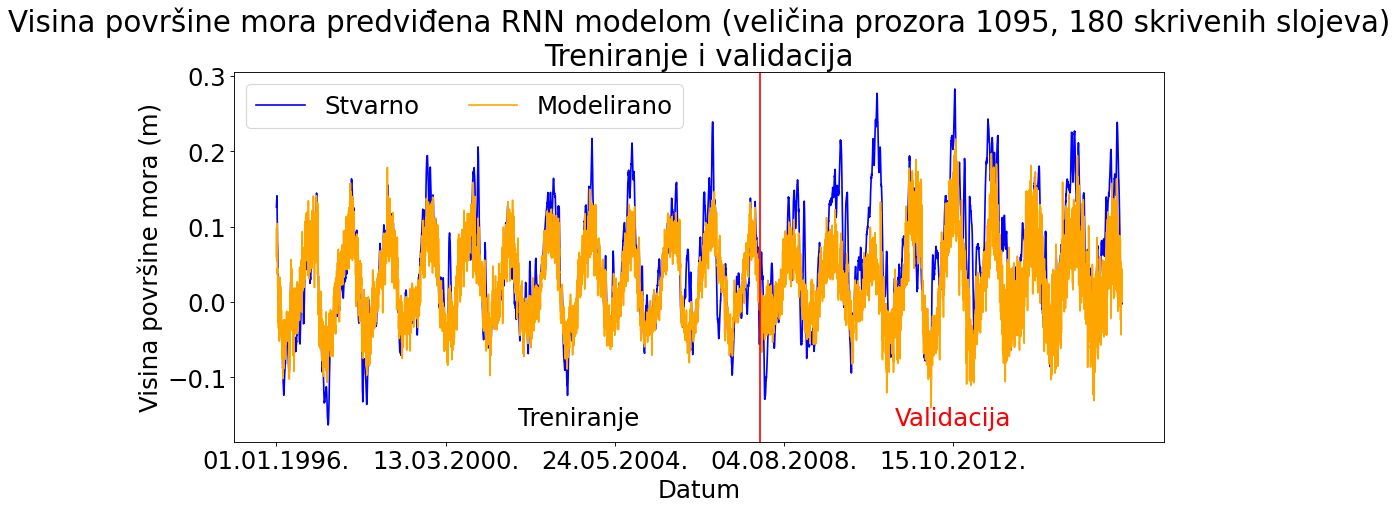 Visina površine mora predviđena RNN modelom (veličina prozora 1095, 180 skrivenih slojeva)
Treniranje i validacija
Visina površine mora (m)
0.3
0.2
0.1
0.0
−0.1
Stvarno
Modelirano
Treniranje
Validacija
01.01.1996.
13.03.2000.
24.05.2004.
04.08.2008.
15.10.2012.
Datum